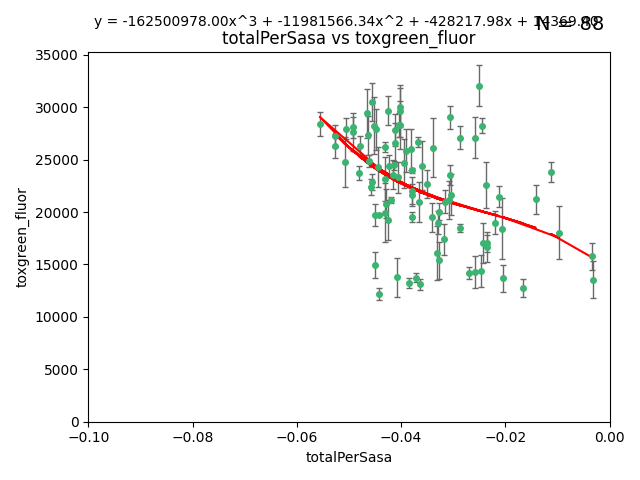 y = -162500978.00x^3 + -11981566.34x^2 + -428217.98x +
N = 88
totalPerSasa vs toxgreen_fluor
35000
30000
25000
20000
15000
10000
5000
0
toxgreen_fluor
−0.10 −0.08 −0.06 −0.04 −0.02 0.00
totalPerSasa